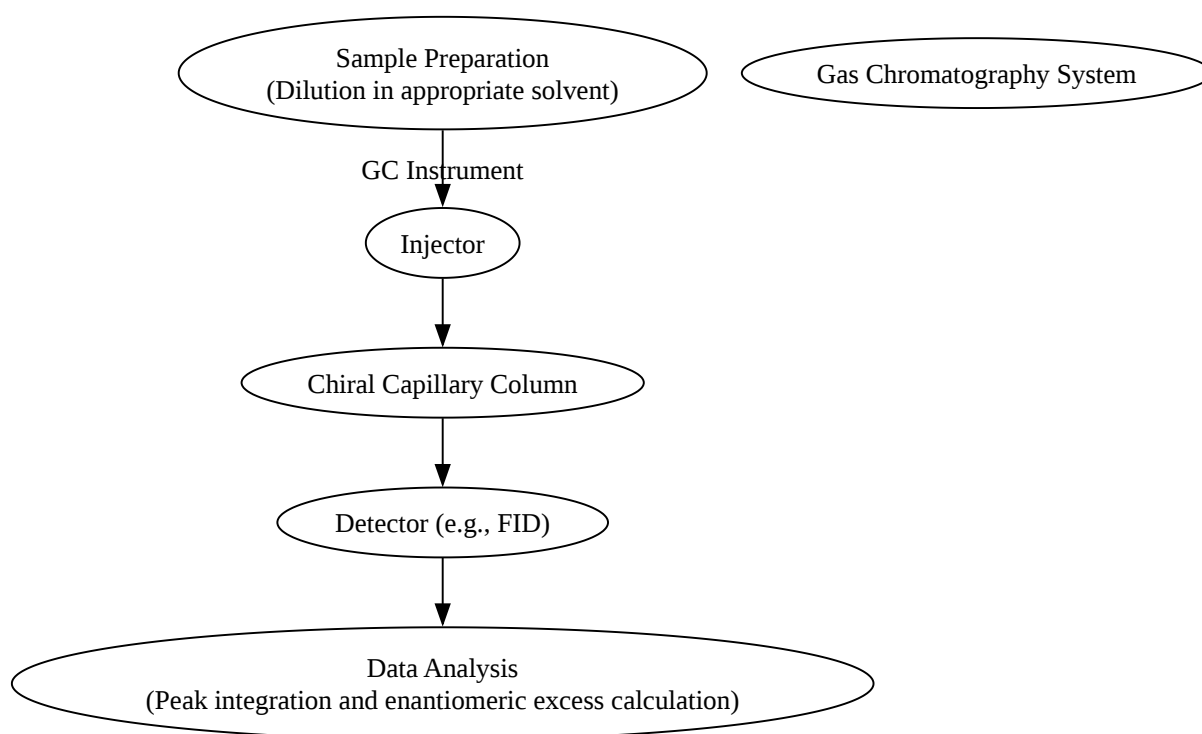 Sample Preparation
(Dilution in appropriate solvent)
Gas Chromatography System
GC Instrument
Injector
Chiral Capillary Column
Detector (e.g., FID)
Data Analysis
(Peak integration and enantiomeric excess calculation)